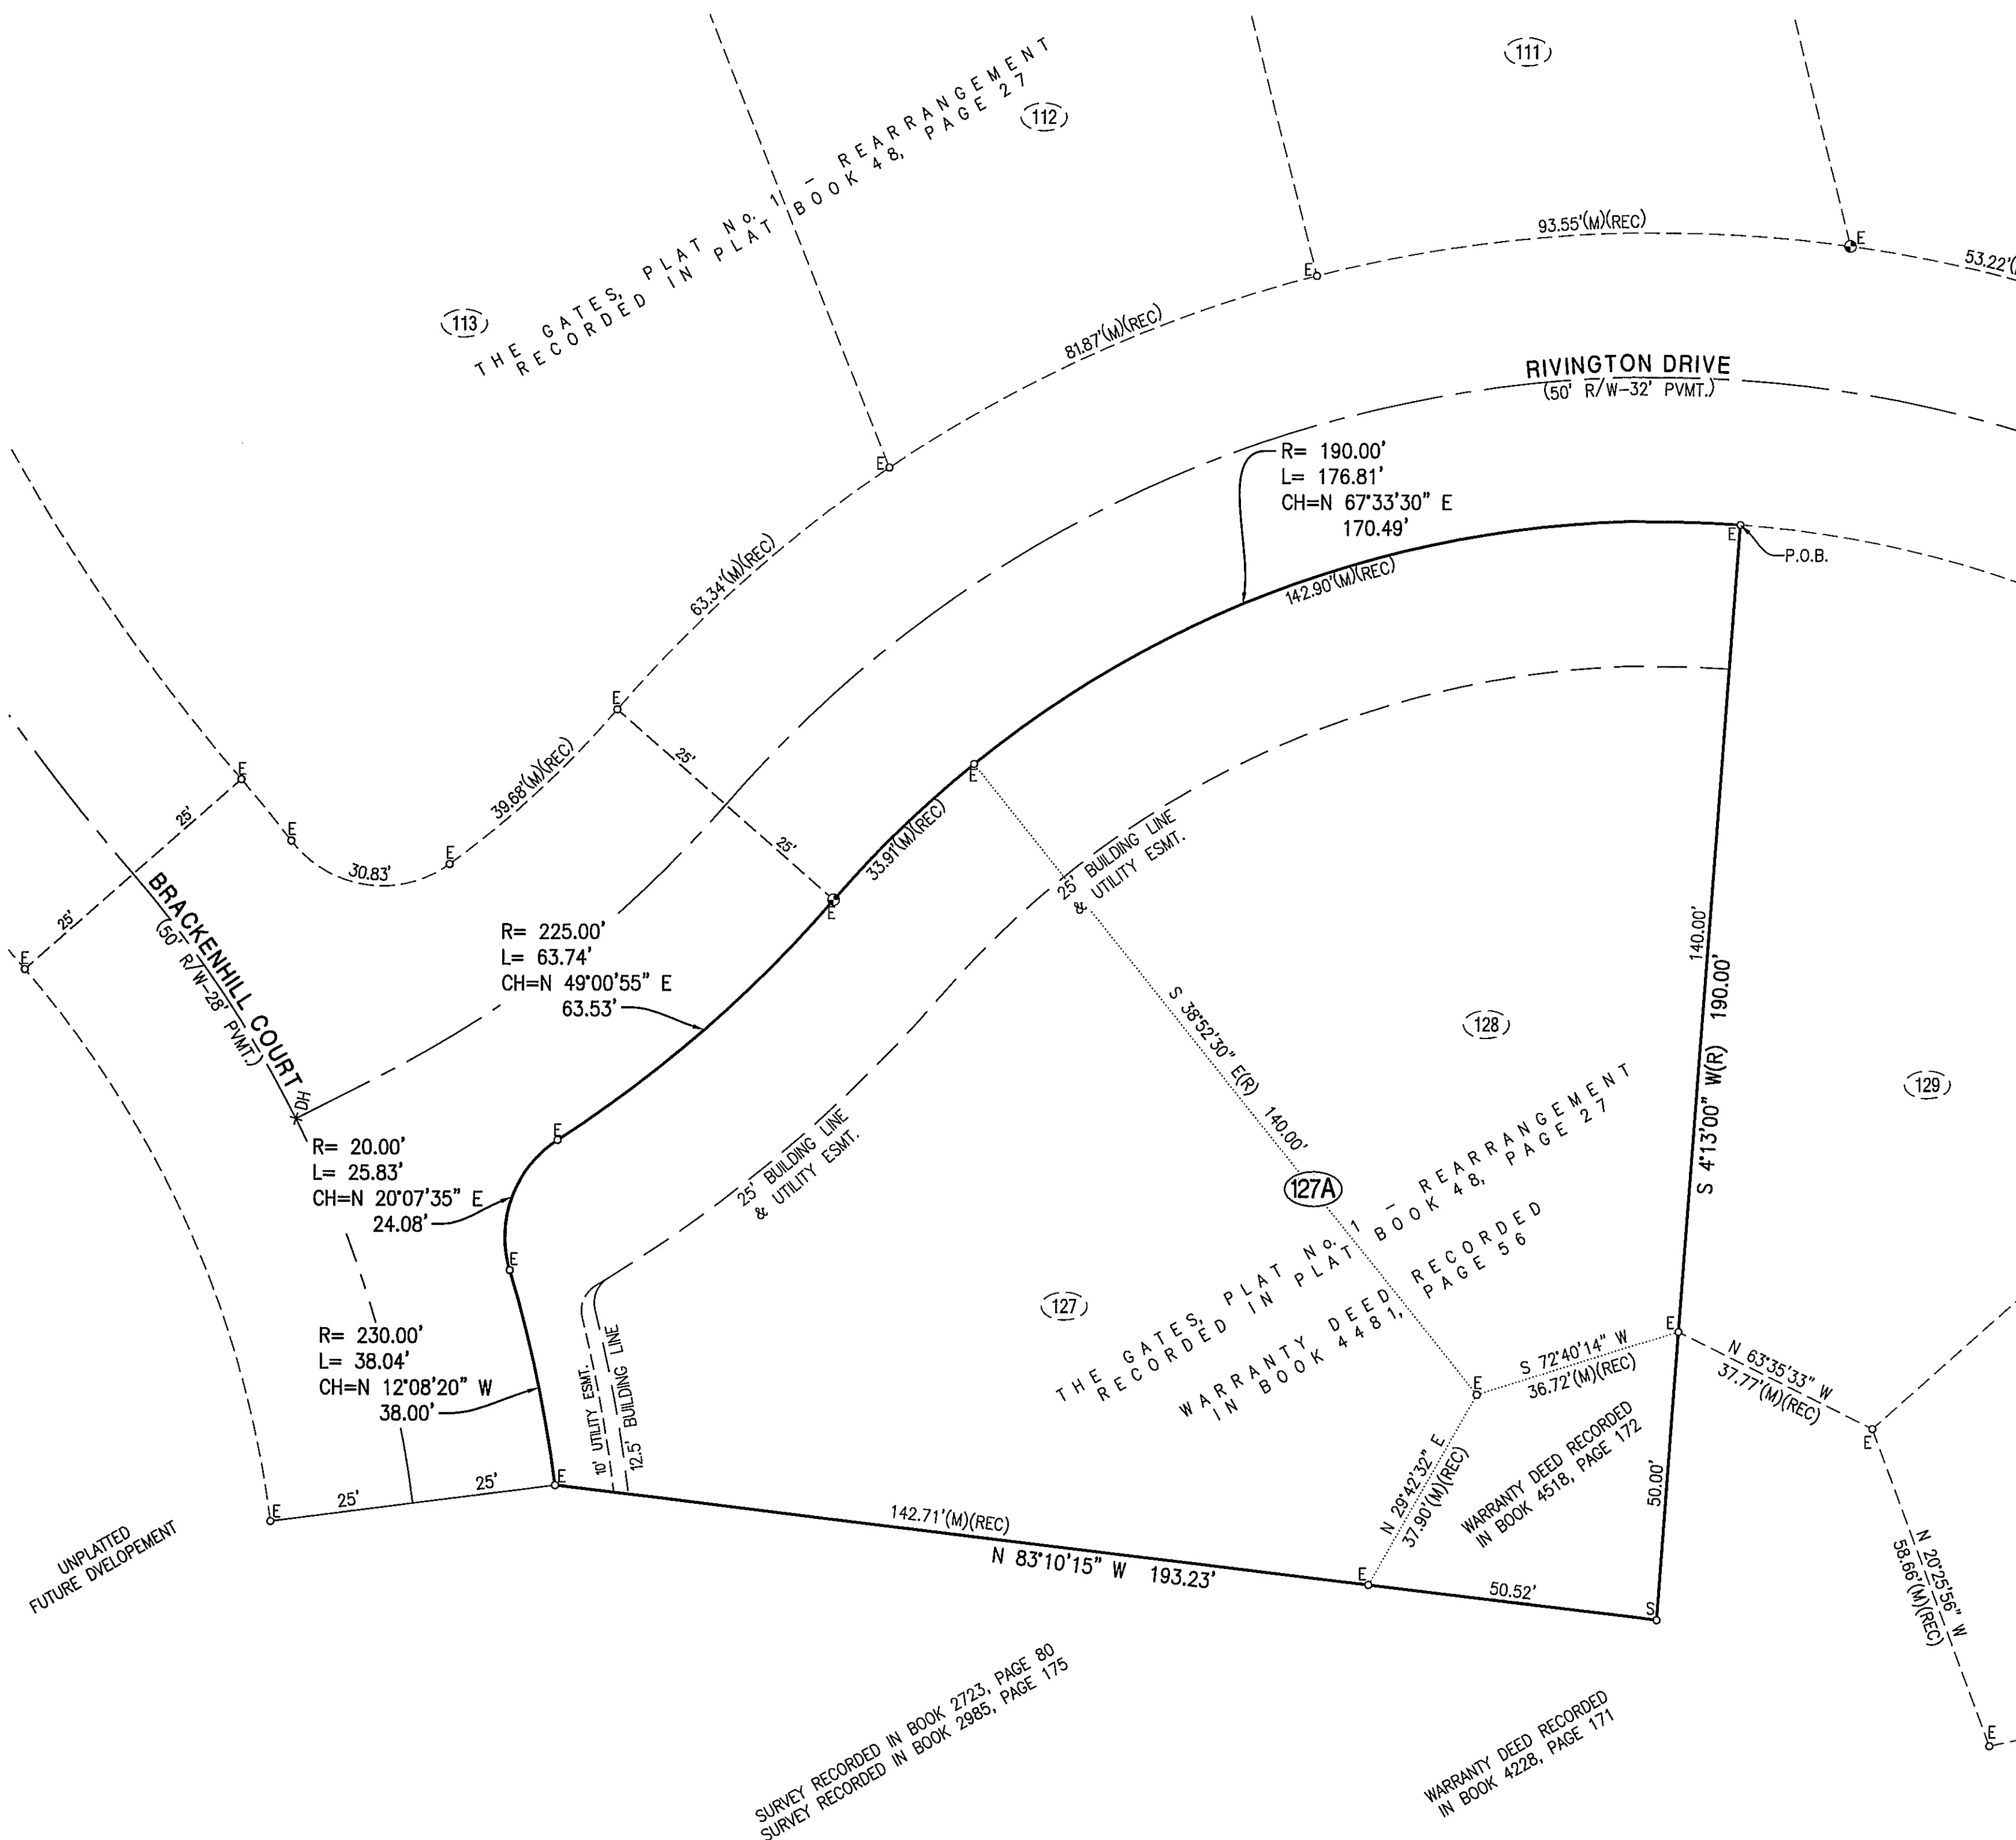 111
THE GATES, PLAT No. 1 – REARRANGEMENT
RECORDED IN PLAT BOOK 48, PAGE 27
112
113
93.55'(M)(REC)
E
E
81.87'(M)(REC)
RIVINGTON DRIVE
(50' R/W-32' PVMT.)
E
R= 190.00'
L= 176.81'
CH=N 67°33'30" E
170.49'
E
P.O.B.
142.90'(M)(REC)
63.34'(M)(REC)
E
25'
25'
39.68'(M)(REC)
E
E
E
30.83'
25'
25'
E
BRACKENHILL COURT
(50' R/W-28' PVMT.)
DH
E
33.91'(M)(REC)
E
25' BUILDING LINE
& UTILITY ESMT.
R= 225.00'
L= 63.74'
CH=N 49°00'55" E
63.53'
140.00'
S 4°13'00" W(R) 190.00'
S 38°52'30" E(R) 140.00'
128
129
E
R= 20.00'
L= 25.83'
CH=N 20°07'35" E
24.08'
25' BUILDING LINE
& UTILITY ESMT.
127A
E
THE GATES, PLAT No. 1 – REARRANGEMENT
RECORDED IN PLAT BOOK 48, PAGE 27
WARRANTY DEED RECORDED
IN BOOK 4481, PAGE 56
127
R= 230.00'
L= 38.04'
CH=N 12°08'20" W
38.00'
10' UTILITY ESMT.
12.5' BUILDING LINE
E
S 72°40'14" W
36.72'(M)(REC)
E
N 63°35'33" W
37.77'(M)(REC)
E
N 29°42'32" E
37.90'(M)(REC)
WARRANTY DEED RECORDED
IN BOOK 4518, PAGE 172
50.00'
E
25'
25'
E
142.71'(M)(REC)
N 83°10'15" W 193.23'
E
50.52'
S
N 20°25'56" W
58.66'(M)(REC)
E
UNPLATTED
FUTURE DVELOPEMENT
SURVEY RECORDED IN BOOK 2723, PAGE 80
SURVEY RECORDED IN BOOK 2985, PAGE 175
WARRANTY DEED RECORDED
IN BOOK 4228, PAGE 171